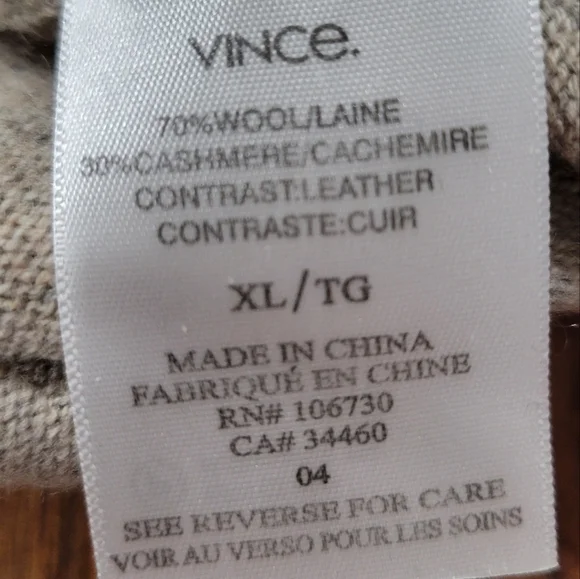 VINCe.
70%WOOL/LAINE
30%CASHMERE/CACHEMIRE
CONTRAST:LEATHER
CONTRASTE:CUIR
XL/TG
MADE IN CHINA
FABRIQUÉ EN CHINE
RN# 106730
CA# 34460
04
SEE REVERSE FOR CARE
VOIR AU VERSO POUR LES SOINS